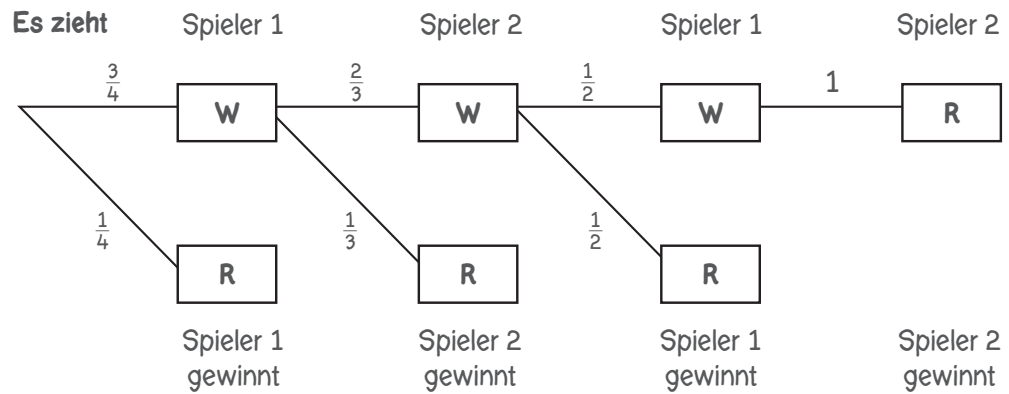 Es zieht Spieler 1 Spieler 2 Spieler 1 Spieler 2
3/4 2/3 1/2 1
W W W R
1/4 1/3 1/2
R R R
Spieler 1 Spieler 2 Spieler 1 Spieler 2
gewinnt gewinnt gewinnt gewinnt